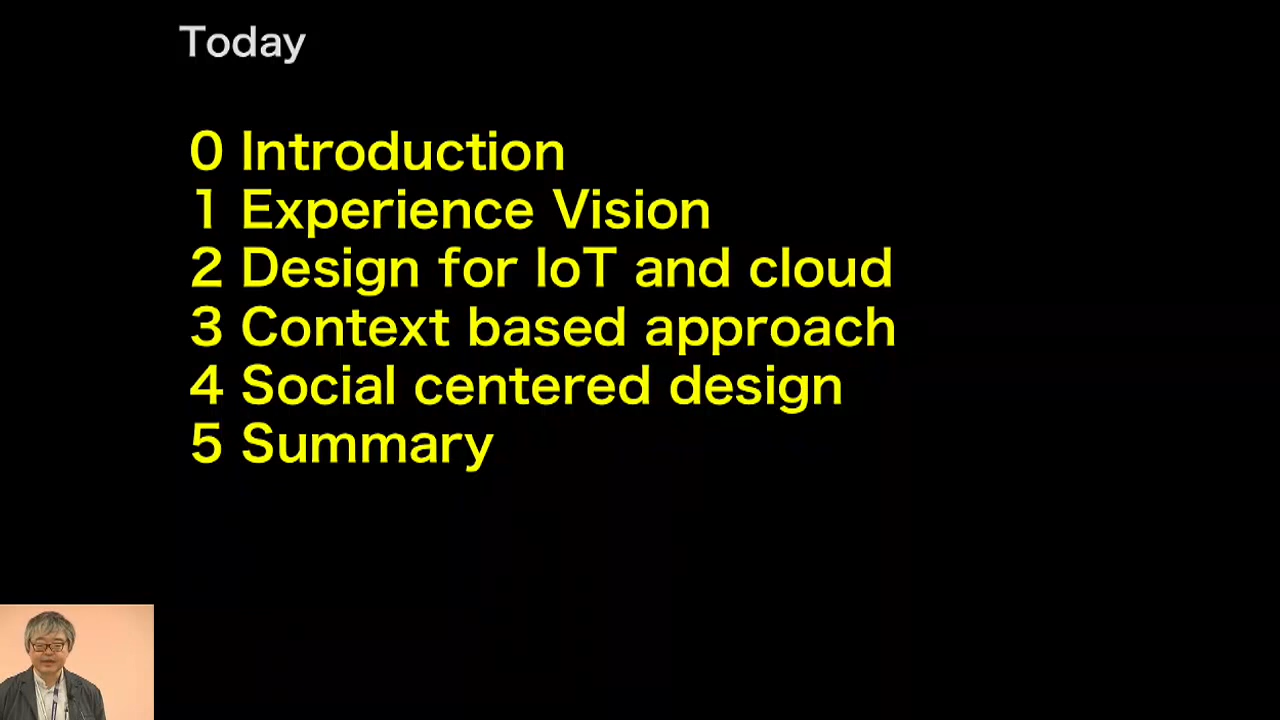 Today
0 Introduction
1 Experience Vision
2 Design for IoT and cloud
3 Context based approach
4 Social centered design
5 Summary